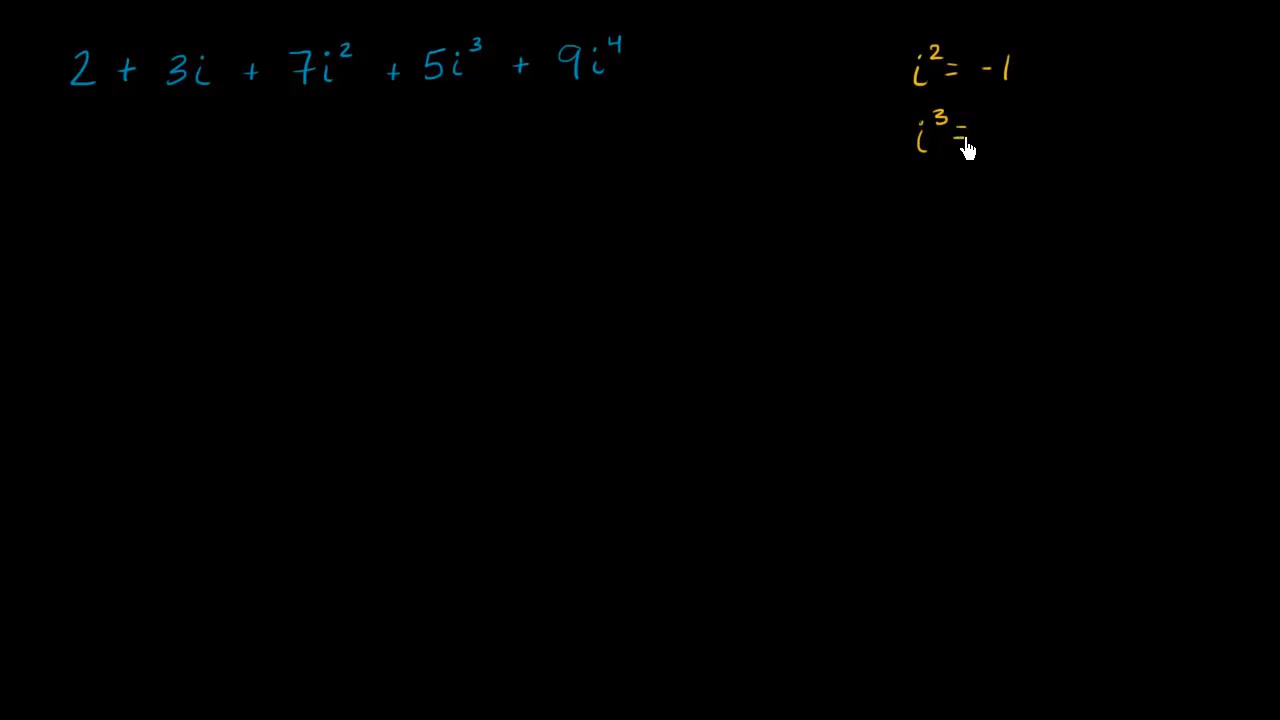 2 + 3i + 7i² + 5i³ + 9i⁴
i² = -1
i³ =